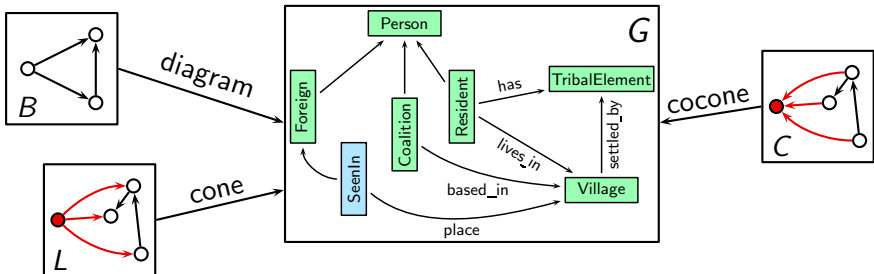 B
diagram
L
cone
G
Person
Foreign
Coalition
Resident
SeenIn
TribalElement
Village
has
lives_in
settled_by
based_in
place
cocone
C